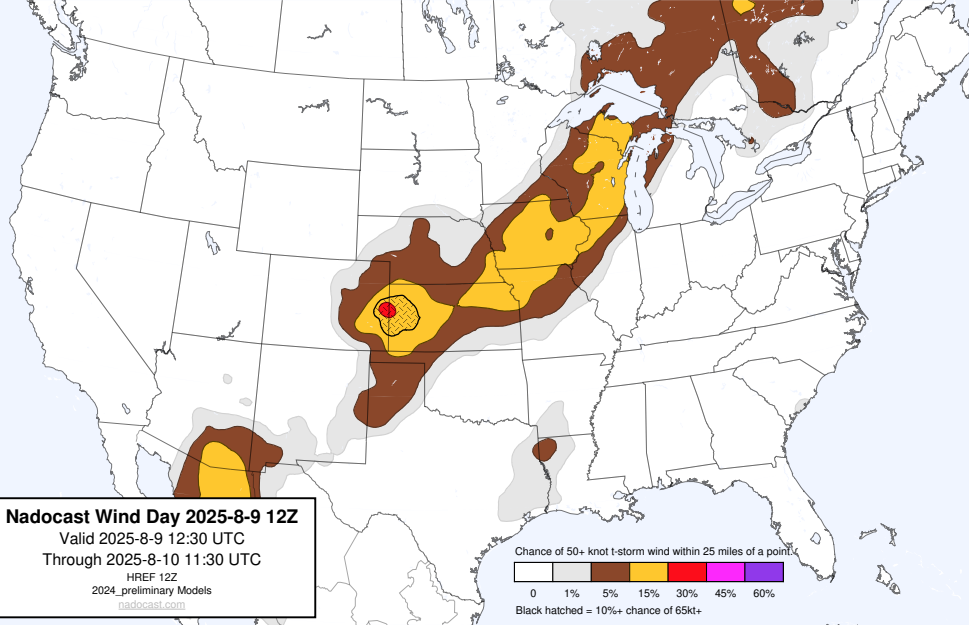 Nadocast Wind Day 2025-8-9 12Z
Valid 2025-8-9 12:30 UTC
Through 2025-8-10 11:30 UTC
HREF 12Z
2024_preliminary Models
nadocast.com
Chance of 50+ knot t-storm wind within 25 miles of a point.
0 1% 5% 15% 30% 45% 60%
Black hatched = 10%+ chance of 65kt+